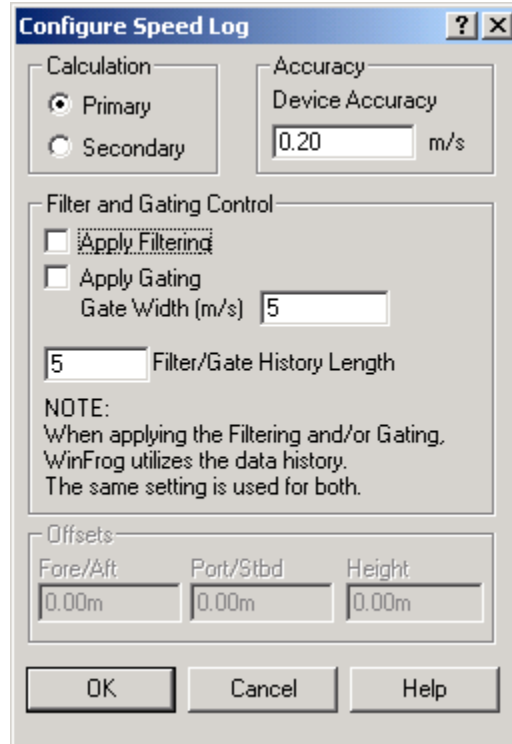 Configure Speed Log
Calculation
Primary
Secondary
Accuracy
Device Accuracy
0.20 m/s
Filter and Gating Control
Apply Filtering
Apply Gating
Gate Width (m/s) 5
5 Filter/Gate History Length
NOTE:
When applying the Filtering and/or Gating,
WinFrog utilizes the data history.
The same setting is used for both.
Offsets
Fore/Aft Port/Stbd Height
0.00m 0.00m 0.00m
OK Cancel Help